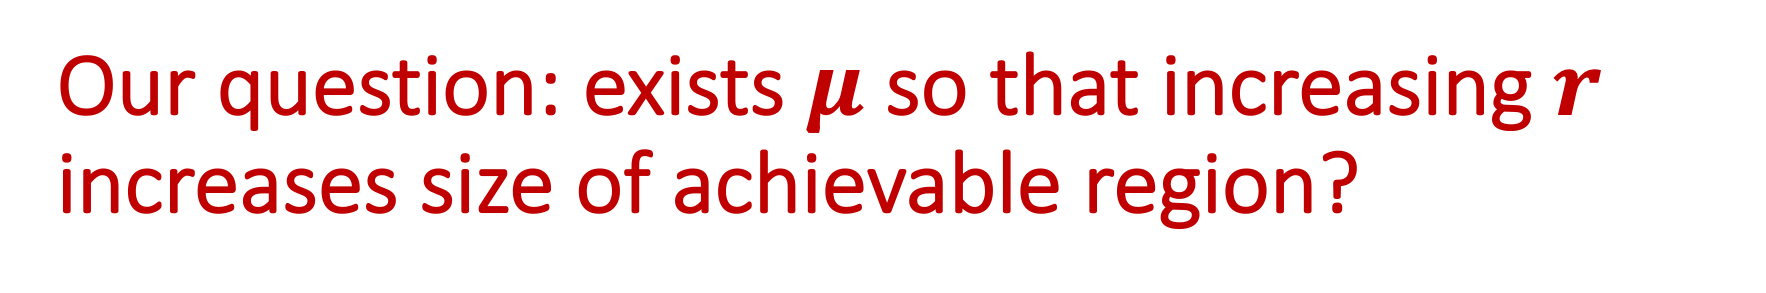 Our question: exists μ so that increasing r
increases size of achievable region?